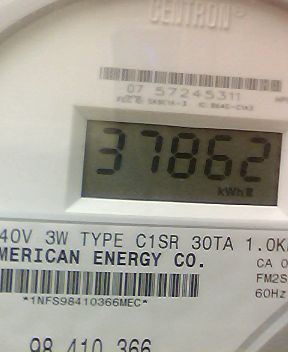 CENTRON®
07 57245311
37862
kWh
40V 3W TYPE C1SR 30TA 1.0K
MERICAN ENERGY CO.
CA 0
FM2S
*1NFS98410366MEC*
60Hz
98 410 366